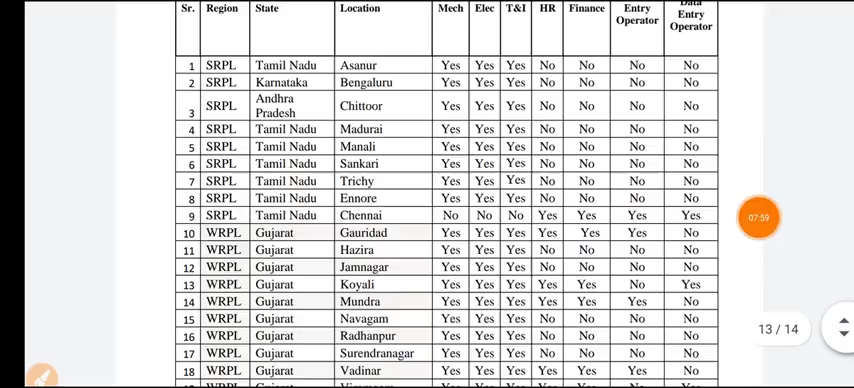 Data
Sr. Region State Location Mech Elec T&I HR Finance Entry Operator Entry Operator
1 SRPL Tamil Nadu Asanur Yes Yes Yes No No No No
2 SRPL Karnataka Bengaluru Yes Yes Yes No No No No
3 SRPL Andhra Pradesh Chittoor Yes Yes Yes No No No No
4 SRPL Tamil Nadu Madurai Yes Yes Yes No No No No
5 SRPL Tamil Nadu Manali Yes Yes Yes No No No No
6 SRPL Tamil Nadu Sankari Yes Yes Yes No No No No
7 SRPL Tamil Nadu Trichy Yes Yes Yes No No No No
8 SRPL Tamil Nadu Ennore Yes Yes Yes No No No No
9 SRPL Tamil Nadu Chennai No No No Yes Yes Yes Yes
10 WRPL Gujarat Gauridad Yes Yes Yes Yes Yes Yes No
11 WRPL Gujarat Hazira Yes Yes Yes No No No No
12 WRPL Gujarat Jamnagar Yes Yes Yes No No No No
13 WRPL Gujarat Koyali Yes Yes Yes Yes Yes No Yes
14 WRPL Gujarat Mundra Yes Yes Yes Yes Yes Yes No
15 WRPL Gujarat Navagam Yes Yes Yes No No No No
16 WRPL Gujarat Radhanpur Yes Yes Yes No No No No
17 WRPL Gujarat Surendranagar Yes Yes Yes No No No No
18 WRPL Gujarat Vadinar Yes Yes Yes Yes Yes Yes No
07:59
13 / 14